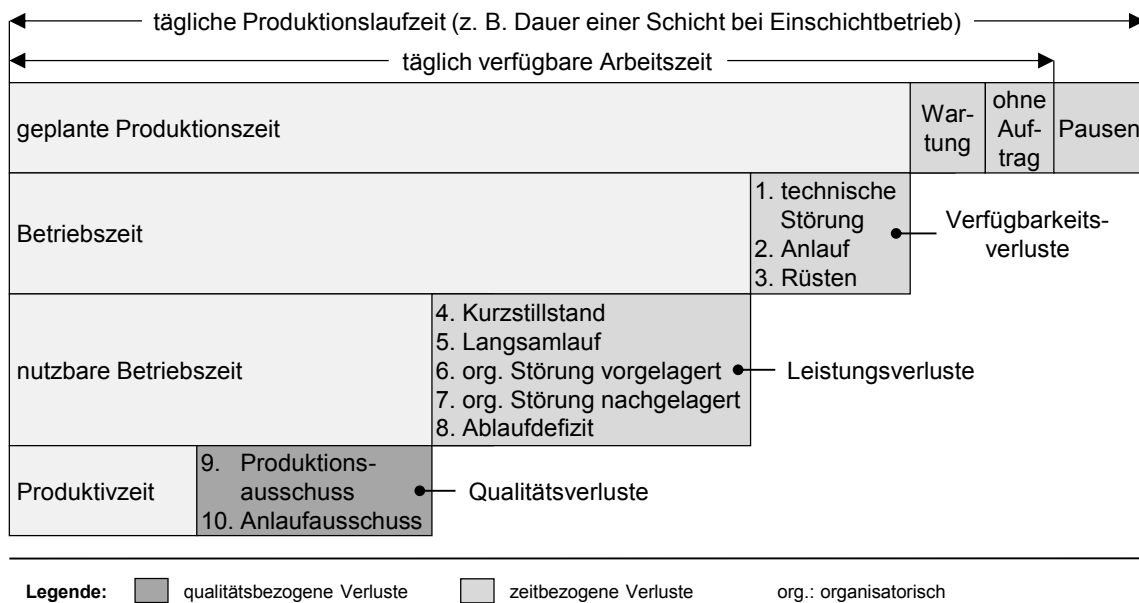 tägliche Produktionslaufzeit (z. B. Dauer einer Schicht bei Einschichtbetrieb)
täglich verfügbare Arbeitszeit
geplante Produktionszeit
War-
tung
ohne
Auf-
trag
Pausen
Betriebszeit
1. technische
Störung
2. Anlauf
3. Rüsten
Verfügbarkeits-
verluste
nutzbare Betriebszeit
4. Kurzstillstand
5. Langsamlauf
6. org. Störung vorgelagert
7. org. Störung nachgelagert
8. Ablaufdefizit
Leistungsverluste
Produktivzeit
9. Produktions-
ausschuss
10. Anlaufausschuss
Qualitätsverluste
Legende: qualitätsbezogene Verluste zeitbezogene Verluste org.: organisatorisch